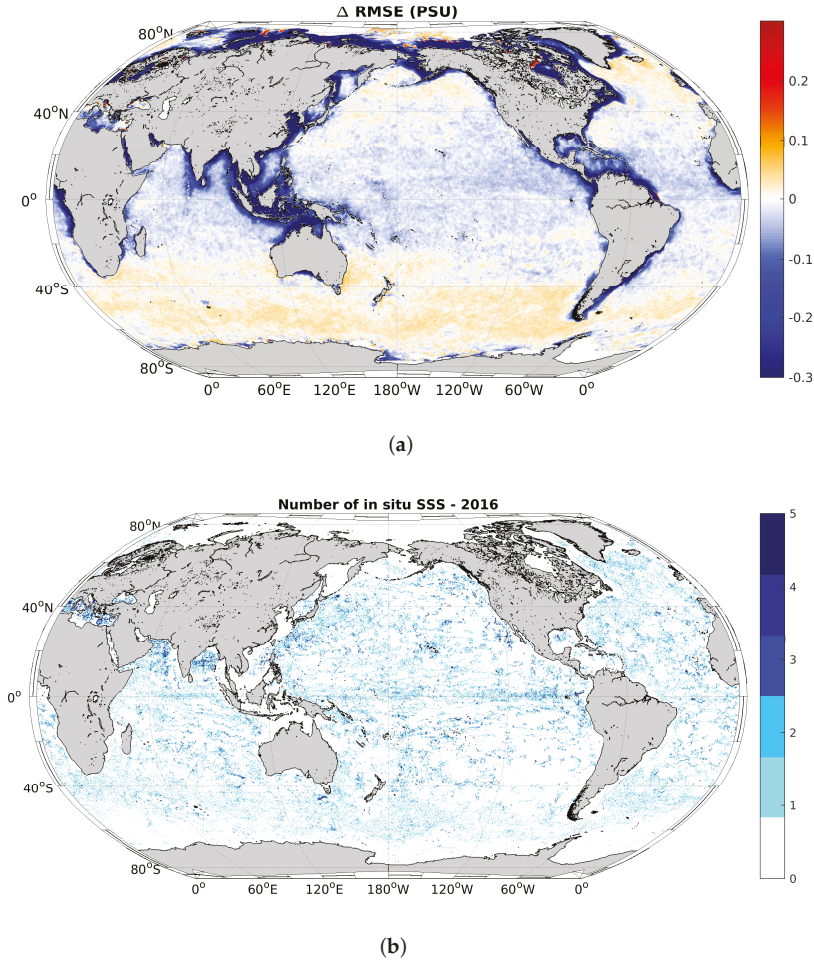 Δ RMSE (PSU)
80°N
40°N
0°
40°S
80°S
0° 60°E 120°E 180°W 120°W 60°W 0°
0.2
0.1
0
-0.1
-0.2
-0.3
(a)
Number of in situ SSS - 2016
80°N
40°N
0°
40°S
80°S
0° 60°E 120°E 180°W 120°W 60°W 0°
5
4
3
2
1
0
(b)